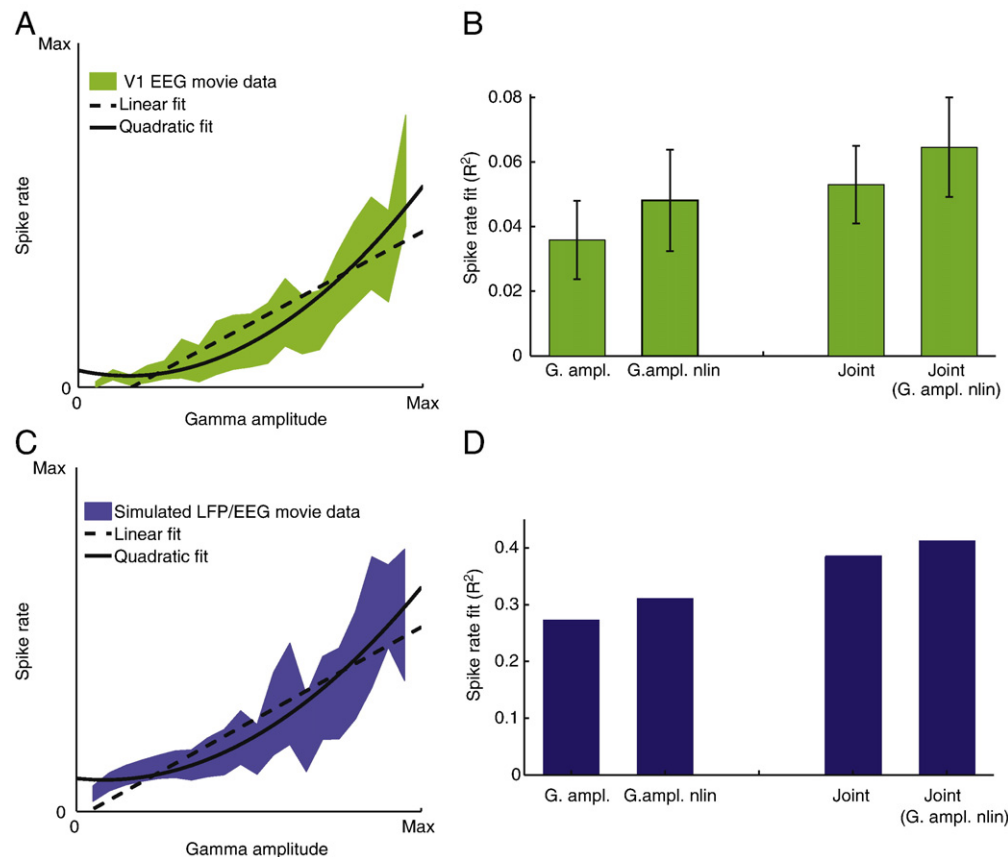 A
Max
V1 EEG movie data
Linear fit
Quadratic fit
Spike rate
0
0
Max
Gamma amplitude
B
0.08
0.06
0.04
0.02
0
Spike rate fit (R²)
G. ampl.
G.ampl. nlin
Joint
Joint
(G. ampl. nlin)
C
Max
Simulated LFP/EEG movie data
Linear fit
Quadratic fit
Spike rate
0
0
Max
Gamma amplitude
D
0.4
0.3
0.2
0.1
0
Spike rate fit (R²)
G. ampl.
G.ampl. nlin
Joint
Joint
(G. ampl. nlin)